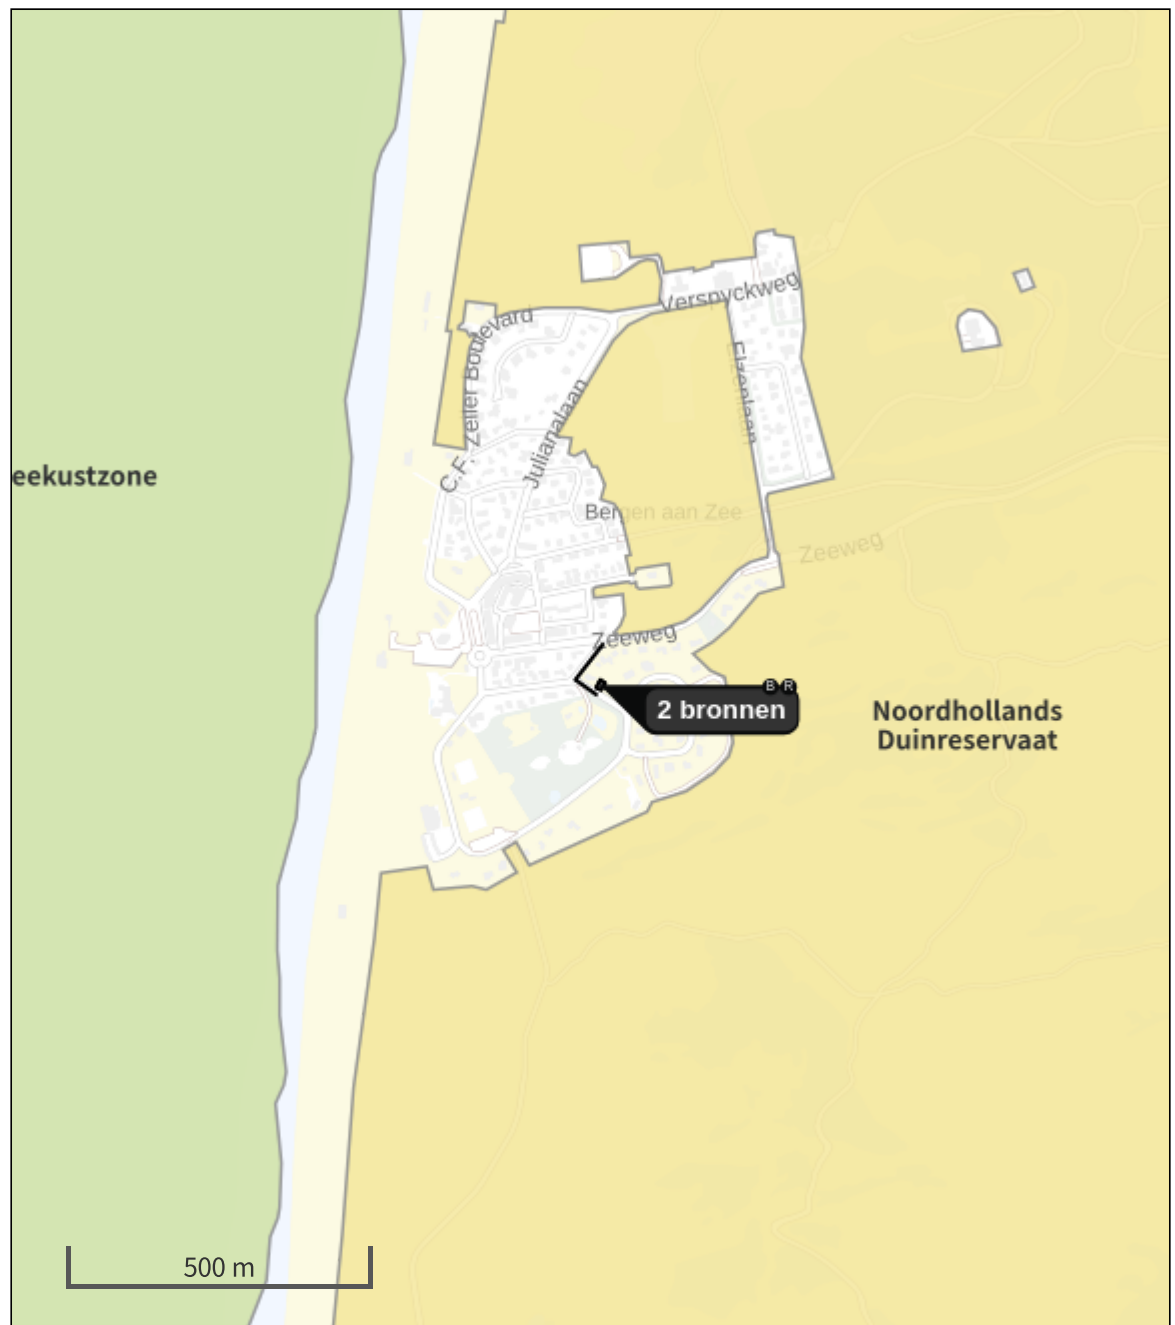 Verspyckweg
C.F. Zeiler Boulevard
Elzenlaan
Julianalaan
eekustzone
Bergen aan Zee
Zeeweg
Zeeweg
B R
2 bronnen
Noordhollands
Duinreservaat
500 m